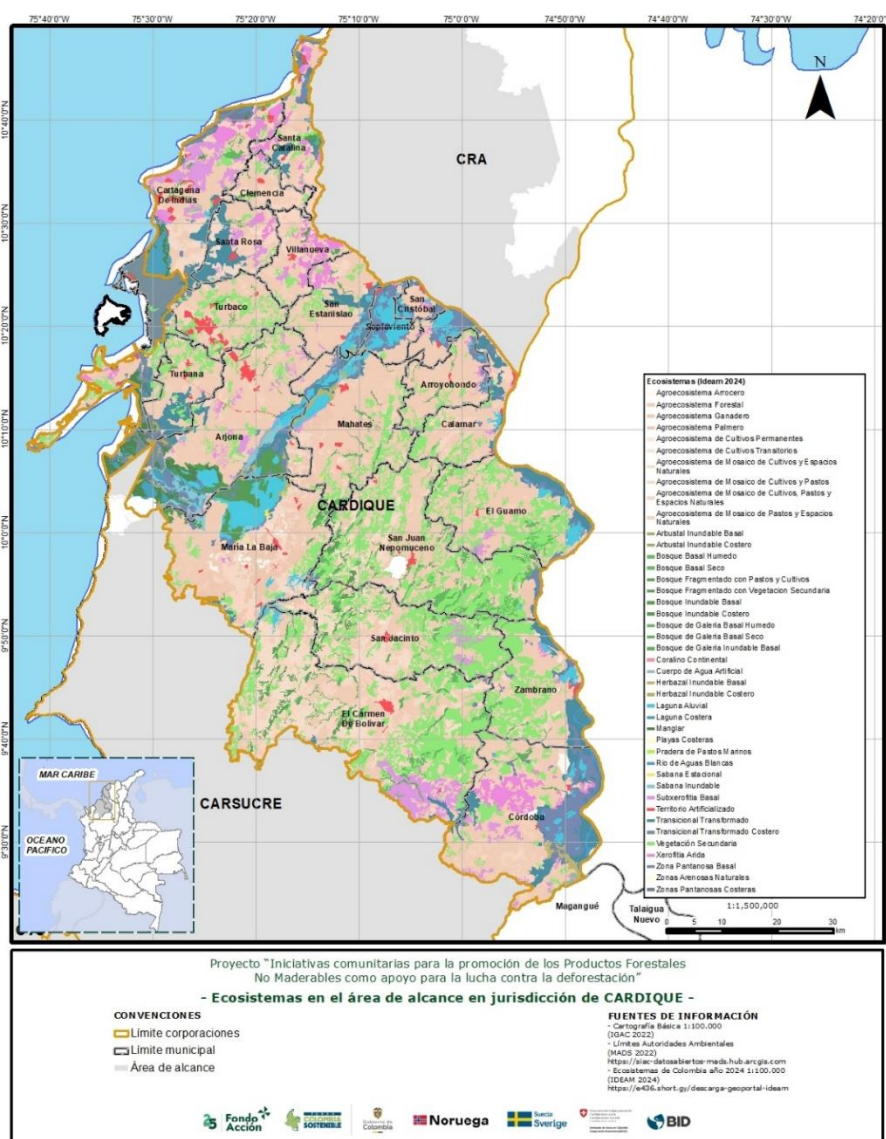 75°40'0"N
75°30'0"N
75°20'0"N
75°10'0"N
75°0'0"N
74°50'0"N
74°40'0"N
74°30'0"N
74°20'0"N
10°40'0"N
10°30'0"N
10°20'0"N
10°10'0"N
10°0'0"N
9°50'0"N
9°40'0"N
9°30'0"N
N
CRA
Santa
Catalina
Cartagena
De Indias
Clemencia
Santa Rosa
Villanueva
Turbaco
San
Estanislao
San
Cristóbal
Soplaviento
Turbana
Arroyohondo
Mahates
Calamar
Arjona
CARDIQUE
El Guamo
María La Baja
San Juan
Nepomuceno
San Jacinto
Zambrano
El Carmen
De Bolívar
CARSUCRE
Córdoba
Magangué
Talaigua
Nuevo
MAR CARIBE
OCEANO
PACIFICO
Ecosistemas (Ideam 2024)
Agroecosistema Arrocero
Agroecosistema Forestal
Agroecosistema Ganadero
Agroecosistema Palmero
Agroecosistema de Cultivos Permanentes
Agroecosistema de Cultivos Transitorios
Agroecosistema de Mosaico de Cultivos y Espacios
Naturales
Agroecosistema de Mosaico de Cultivos y Pastos
Agroecosistema de Mosaico de Cultivos, Pastos y
Espacios Naturales
Agroecosistema de Mosaico de Pastos y Espacios
Naturales
Arbustal Inundable Basal
Arbustal Inundable Costero
Bosque Basal Humedo
Bosque Basal Seco
Bosque Fragmentado con Pastos y Cultivos
Bosque Fragmentado con Vegetacion Secundaria
Bosque Inundable Basal
Bosque Inundable Costero
Bosque de Galeria Basal Humedo
Bosque de Galeria Basal Seco
Bosque de Galeria Inundable Basal
Coralino Continental
Cuerpo de Agua Artificial
Herbazal Inundable Basal
Herbazal Inundable Costero
Laguna Aluvial
Laguna Costera
Manglar
Playas Costeras
Pradera de Pastos Marinos
Rio de Aguas Blancas
Sabana Estacional
Sabana Inundable
Subxerofitia Basal
Territorio Artificializado
Transicional Transformado
Transicional Transformado Costero
Vegetación Secundaria
Xerofitia Arida
Zona Pantanosa Basal
Zonas Arenosas Naturales
Zonas Pantanosas Costeras
1:1,500,000
0 5 10 20 30
km
Proyecto "Iniciativas comunitarias para la promoción de los Productos Forestales
No Maderables como apoyo para la lucha contra la deforestación"
- Ecosistemas en el área de alcance en jurisdicción de CARDIQUE -
CONVENCIONES
Límite corporaciones
Límite municipal
Área de alcance
FUENTES DE INFORMACIÓN
- Cartografía Básica 1:100.000
(IGAC 2022)
- Límites Autoridades Ambientales
(MADS 2022)
https://siac-datosabiertos-mads.hub.arcgis.com
- Ecosistemas de Colombia año 2024 1:100.000
(IDEAM 2024)
https://e436.short.gy/descarga-geoportal-ideam
Fondo
Acción
COLOMBIA
SOSTENIBLE
Gobierno de
Colombia
Noruega
Suecia
Sverige
BID